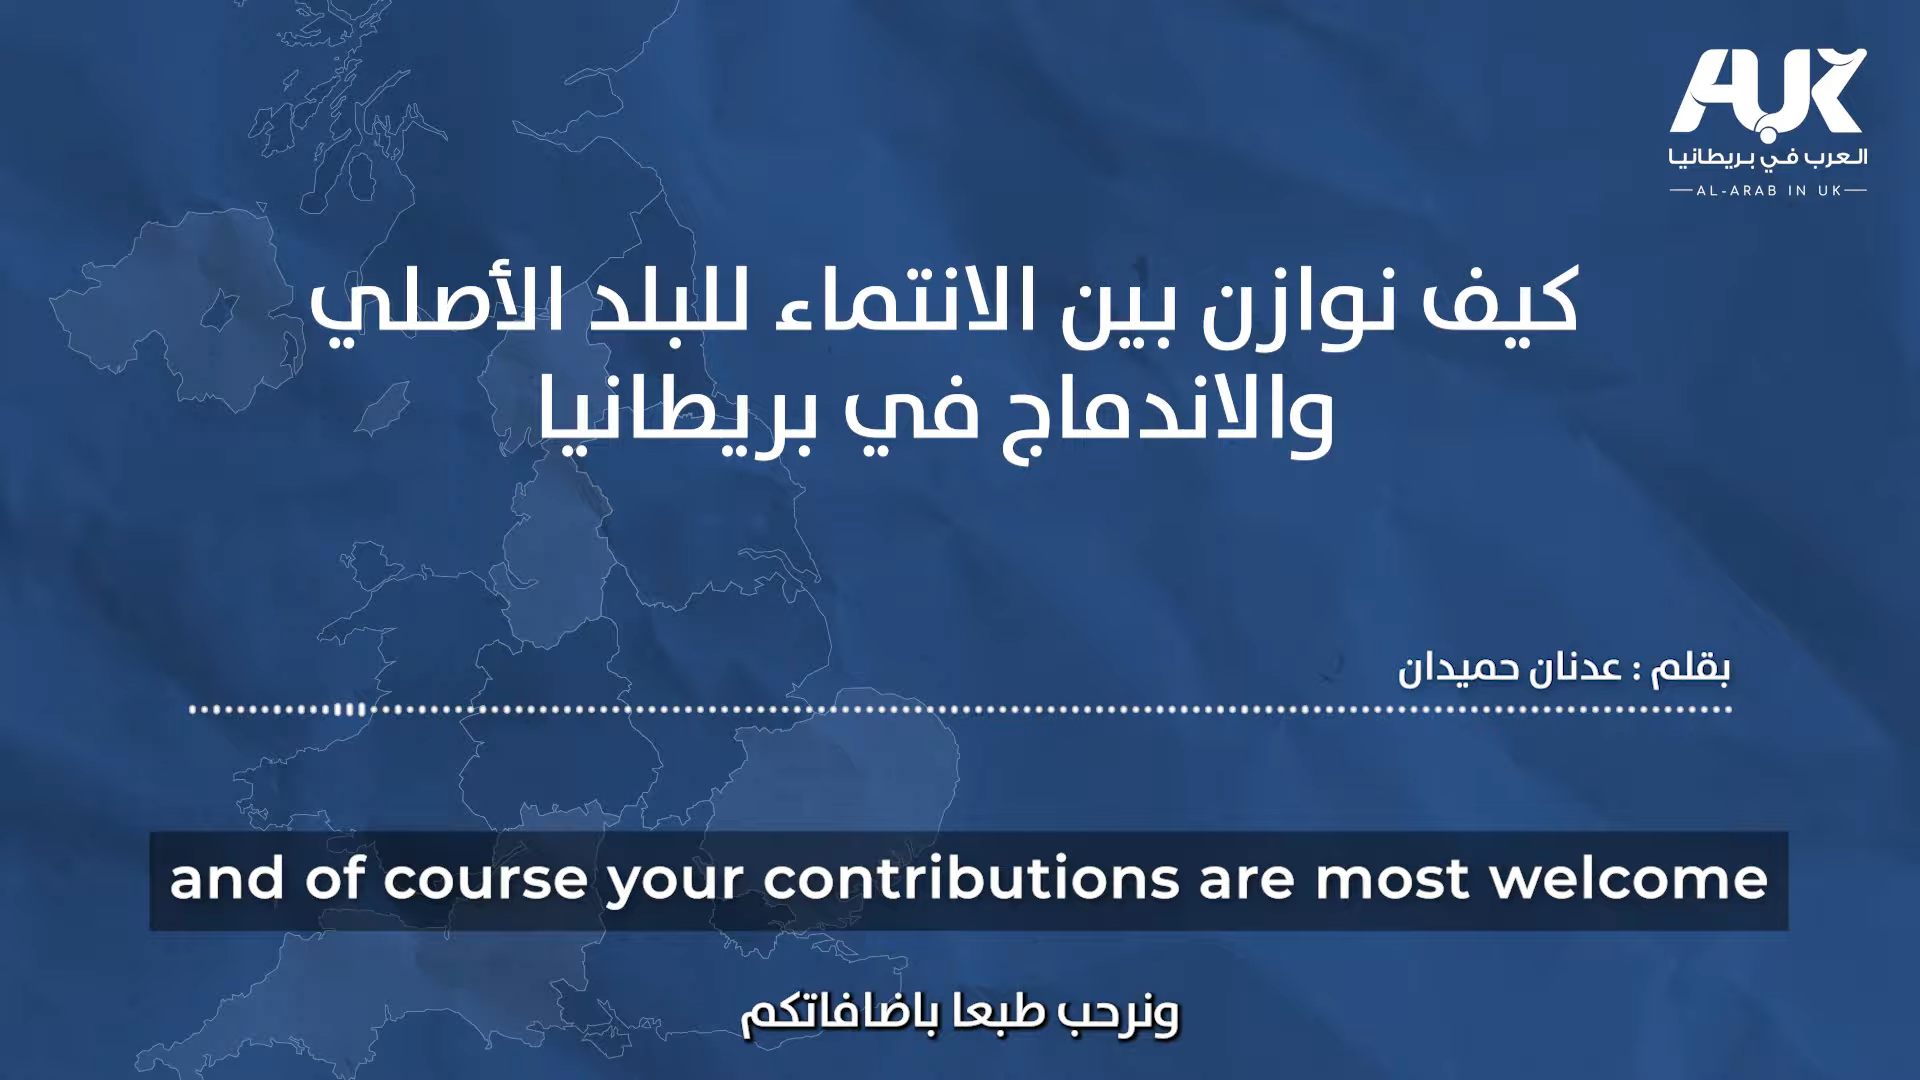 AUK
العرب في بريطانيا
AL-ARAB IN UK
كيف نوازن بين الانتماء للبلد الأصلي
والاندماج في بريطانيا
بقلم : عدنان حميدان
and of course your contributions are most welcome
ونرحب طبعا باضافاتكم